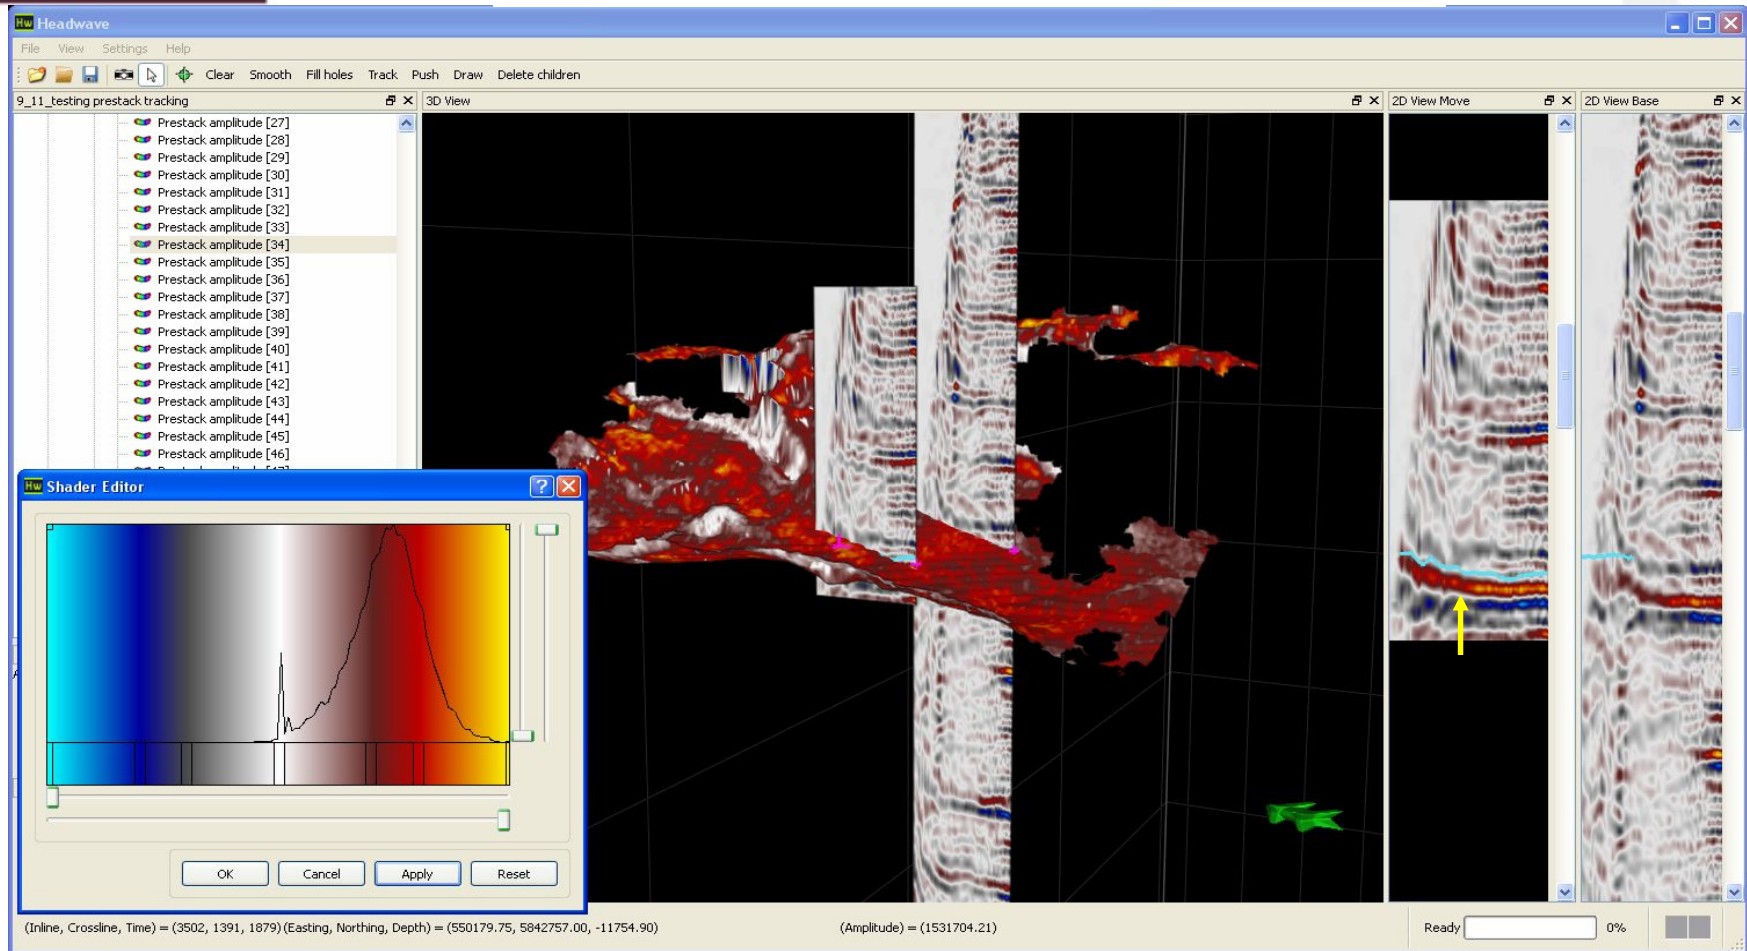 Hw Headwave
File View Settings Help
Clear Smooth Fill holes Track Push Draw Delete children
9_11_testing prestack tracking
3D View
2D View Move
2D View Base
Prestack amplitude [27]
Prestack amplitude [28]
Prestack amplitude [29]
Prestack amplitude [30]
Prestack amplitude [31]
Prestack amplitude [32]
Prestack amplitude [33]
Prestack amplitude [34]
Prestack amplitude [35]
Prestack amplitude [36]
Prestack amplitude [37]
Prestack amplitude [38]
Prestack amplitude [39]
Prestack amplitude [40]
Prestack amplitude [41]
Prestack amplitude [42]
Prestack amplitude [43]
Prestack amplitude [44]
Prestack amplitude [45]
Prestack amplitude [46]
Hw Shader Editor
OK Cancel Apply Reset
(Inline, Crossline, Time) = (3502, 1391, 1879) (Easting, Northing, Depth) = (550179.75, 5842757.00, -11754.90)
(Amplitude) = (1531704.21)
Ready
0%